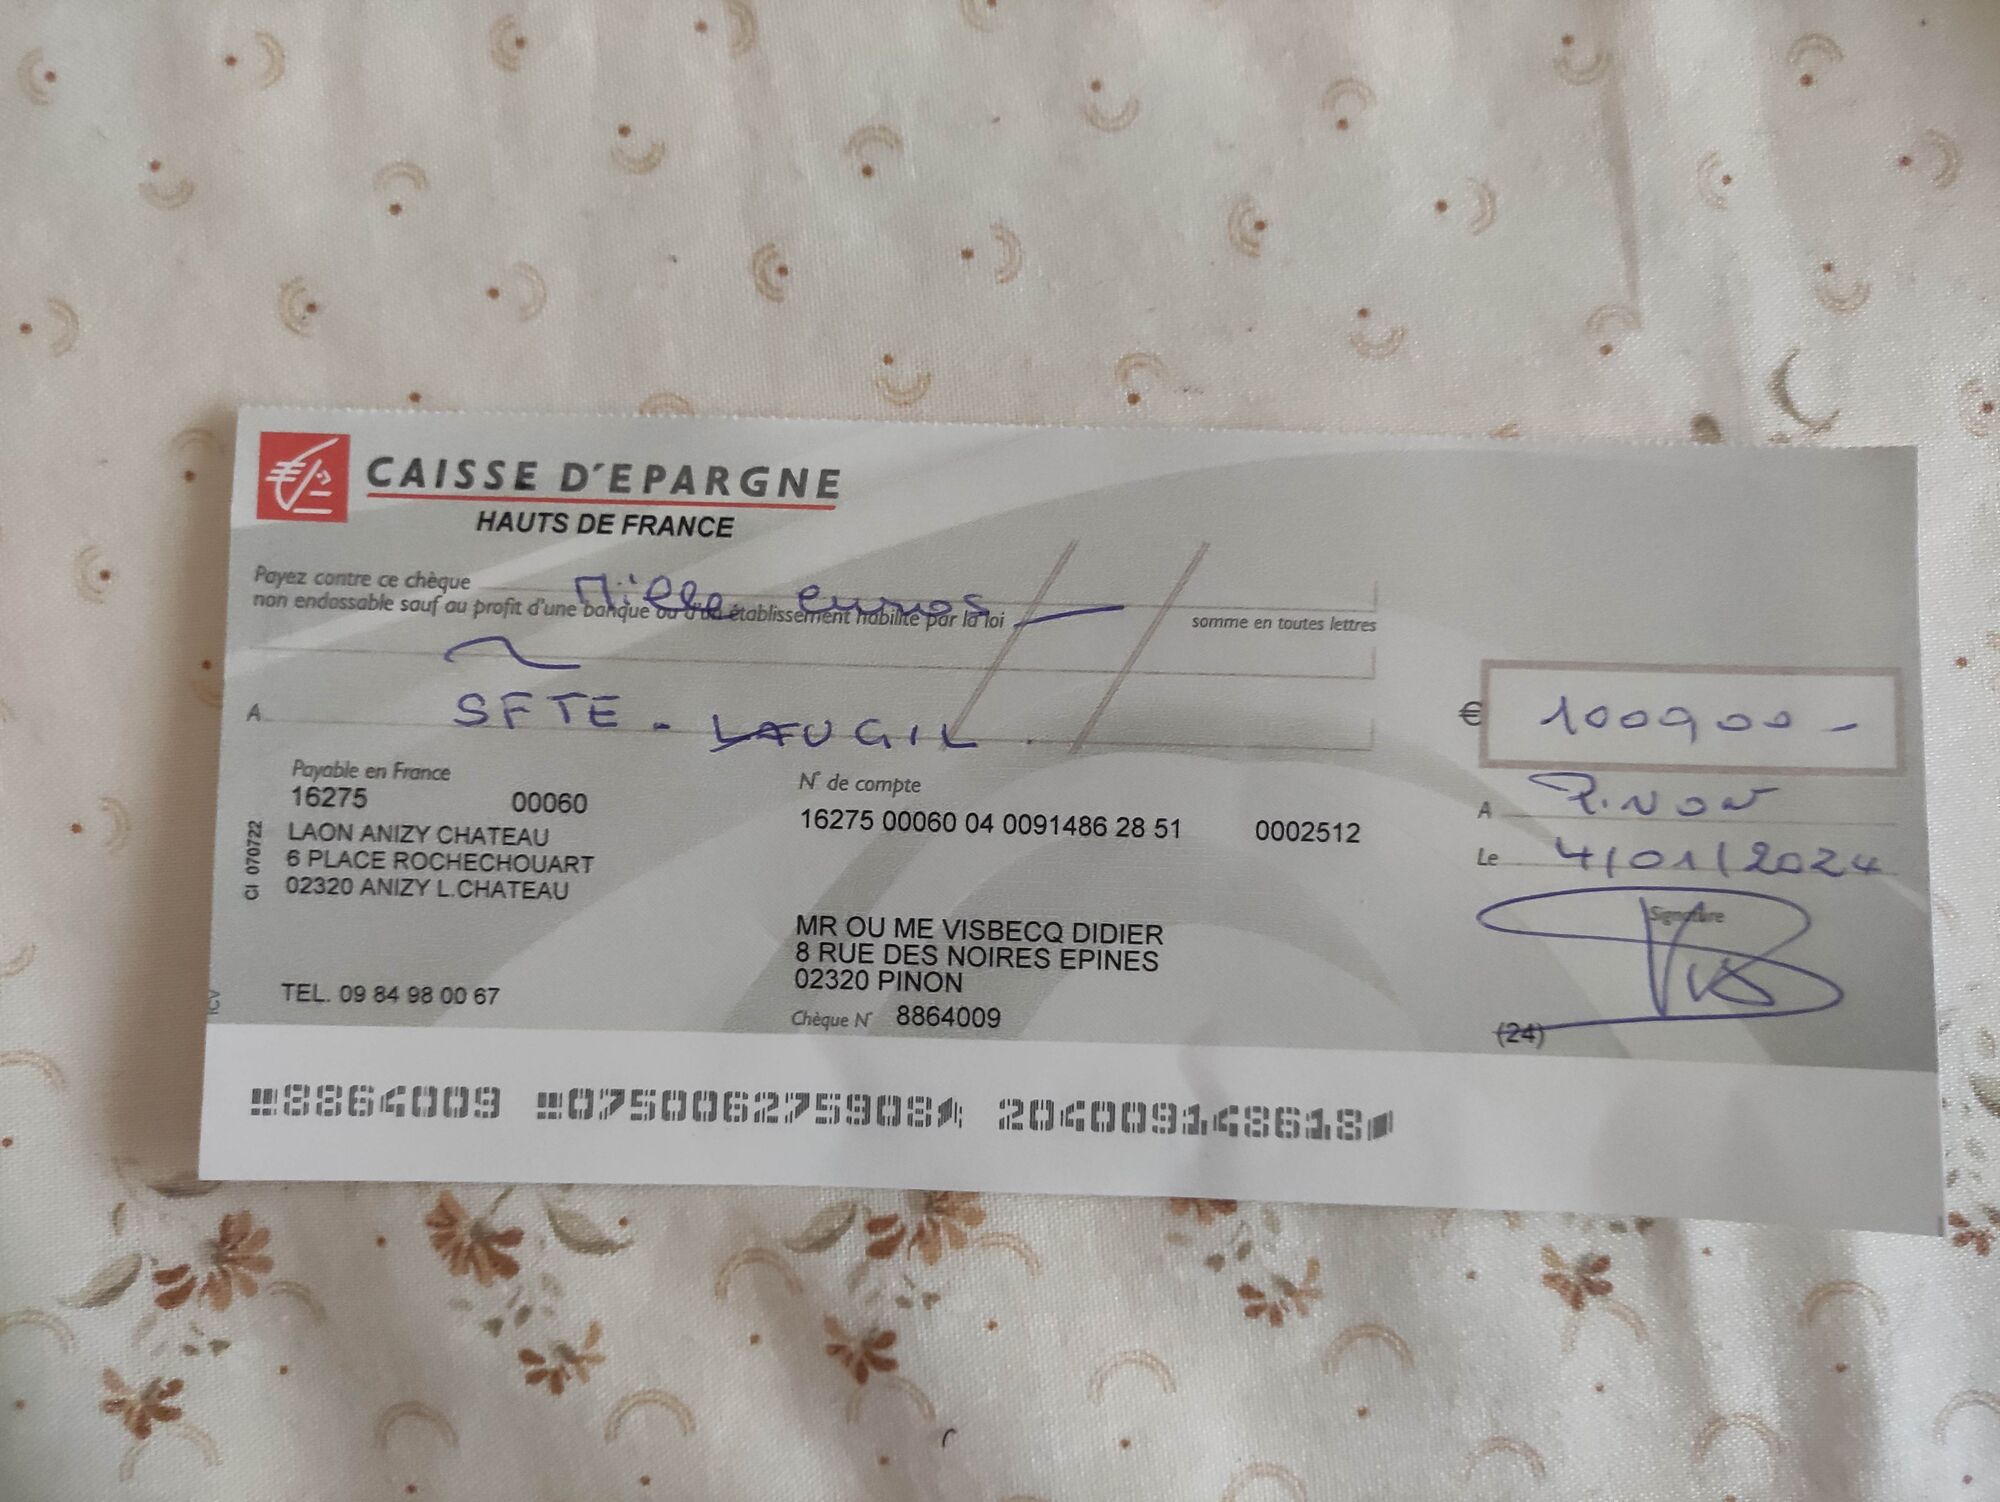 CAISSE D'EPARGNE
HAUTS DE FRANCE
Payez contre ce chèque Mille euros
non endossable sauf au profit d'une banque ou d'un établissement habilité par la loi
somme en toutes lettres
A SFTE - LAUGIL
€ 100900-
Payable en France
16275 00060
LAON ANIZY CHATEAU
6 PLACE ROCHECHOUART
02320 ANIZY L.CHATEAU
TEL. 09 84 98 00 67
GI 070722
N° de compte
16275 00060 04 0091486 28 51 0002512
MR OU ME VISBECQ DIDIER
8 RUE DES NOIRES EPINES
02320 PINON
Chèque N° 8864009
A PINON
Le 4/01/2024
Signature
(24)
8864009 075006275908 204009148618